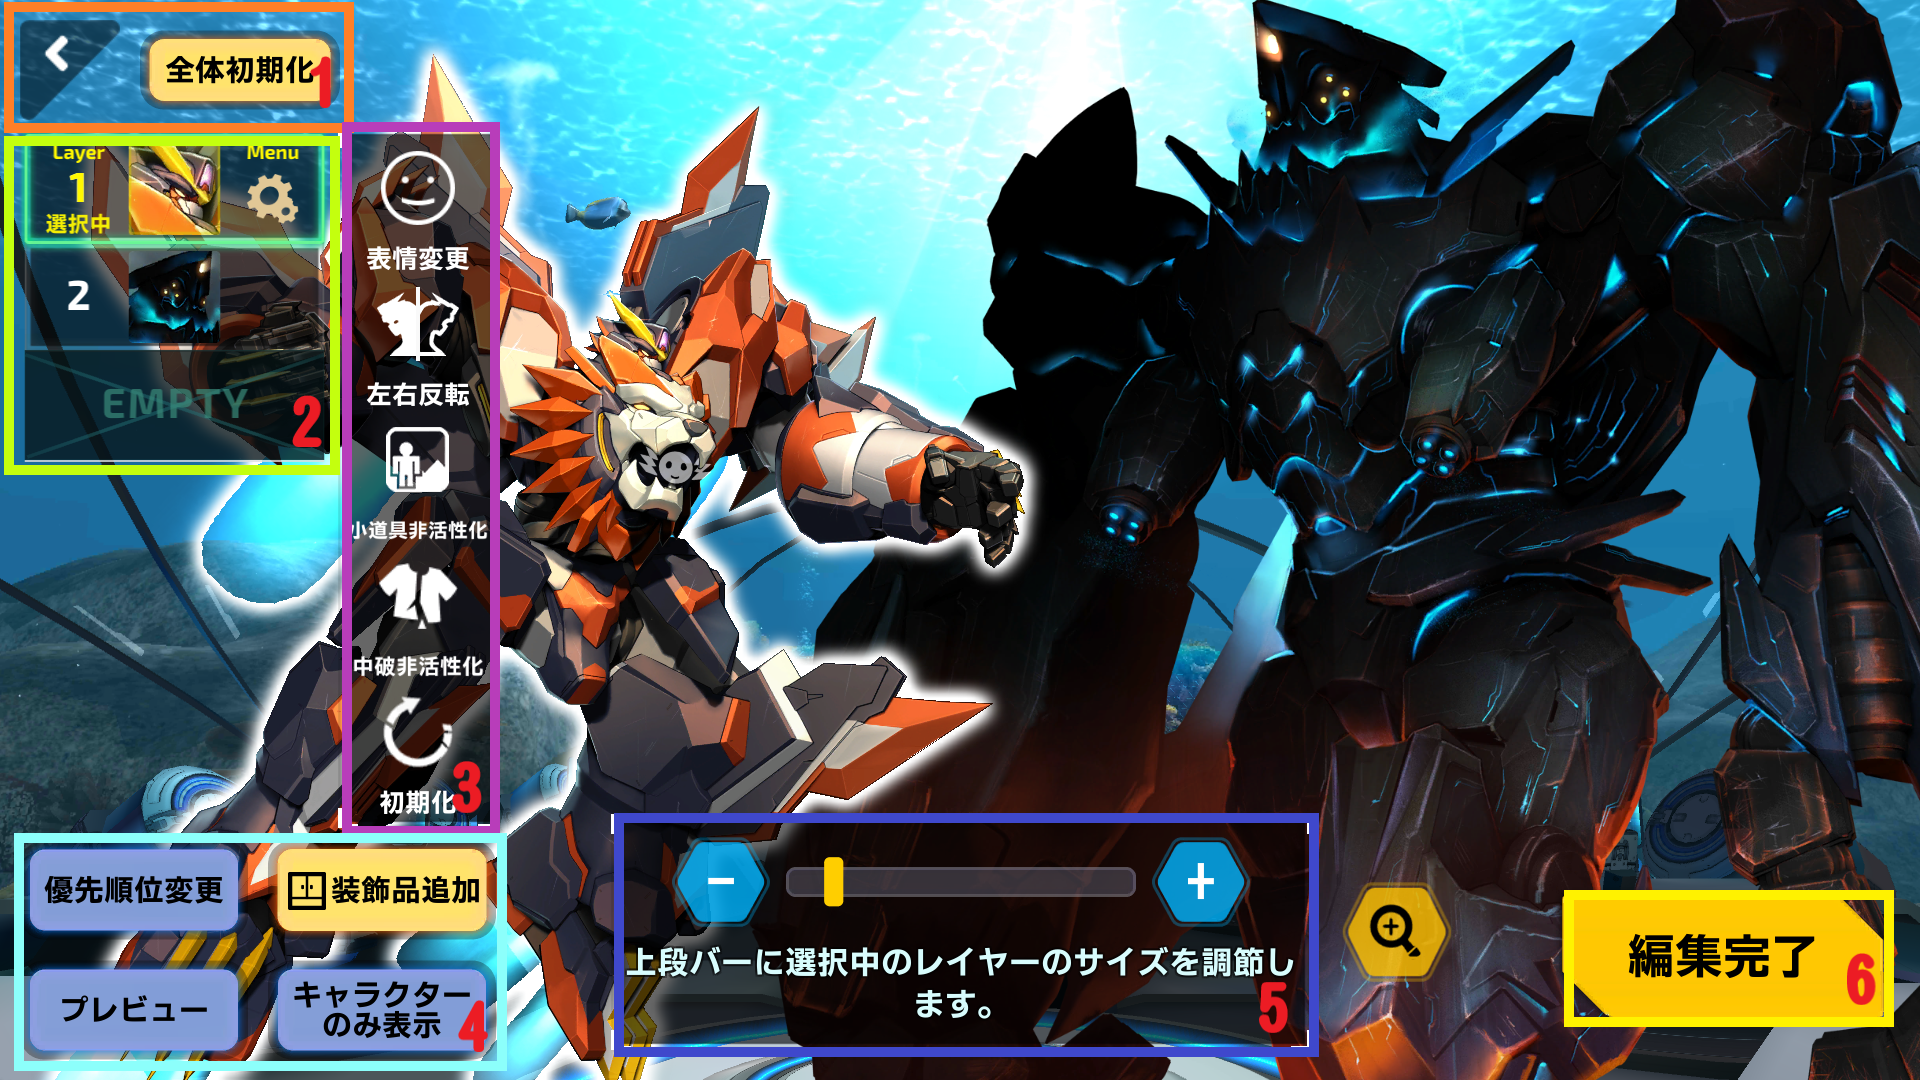 全体初期化
1
Layer
1
選択中
Menu
2
EMPTY
2
表情変更
左右反転
小道具非活性化
中破非活性化
初期化
3
優先順位変更
装飾品追加
プレビュー
キャラクター
のみ表示
4
上段バーに選択中のレイヤーのサイズを調節し
ます。
5
編集完了
6